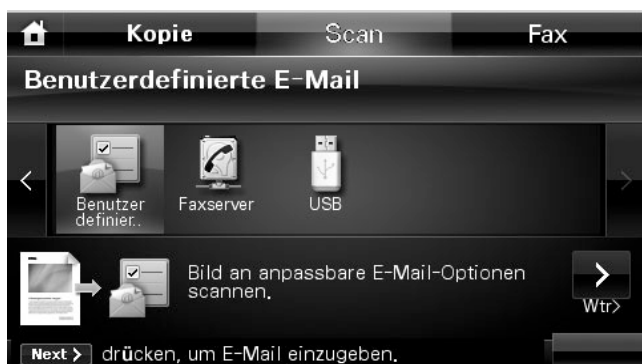 Kopie Scan Fax
Benutzerdefinierte E-Mail
Benutzer definier.. Faxserver USB
Bild an anpassbare E-Mail-Optionen
scannen.
Wtr>
Next > drücken, um E-Mail einzugeben.